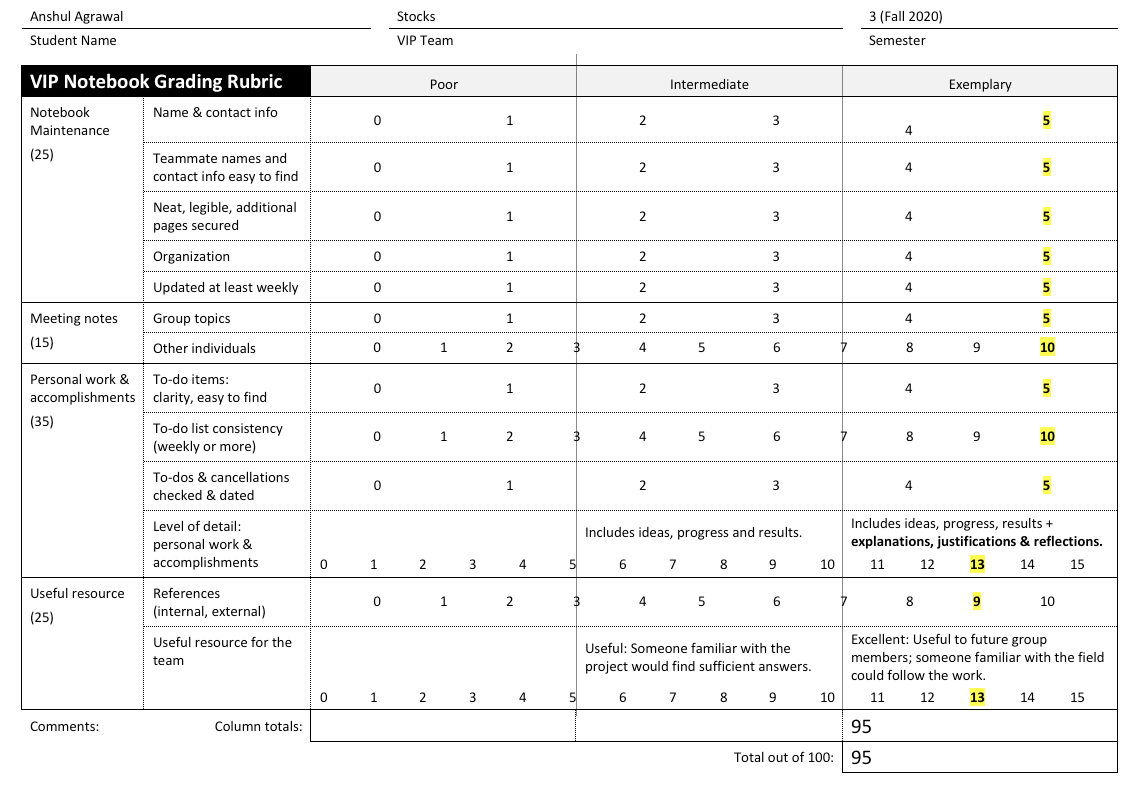 Anshul Agrawal Stocks 3 (Fall 2020)
Student Name VIP Team Semester
VIP Notebook Grading Rubric Poor Intermediate Exemplary
Notebook Maintenance (25)
Name & contact info 0 1 2 3 4 5
Teammate names and
contact info easy to find 0 1 2 3 4 5
Neat, legible, additional
pages secured 0 1 2 3 4 5
Organization 0 1 2 3 4 5
Updated at least weekly 0 1 2 3 4 5
Meeting notes
(15)
Group topics 0 1 2 3 4 5
Other individuals 0 1 2 3 4 5 6 7 8 9 10
Personal work &
accomplishments
(35)
To-do items:
clarity, easy to find 0 1 2 3 4 5
To-do list consistency
(weekly or more) 0 1 2 3 4 5 6 7 8 9 10
To-dos & cancellations
checked & dated 0 1 2 3 4 5
Level of detail:
personal work &
accomplishments
Includes ideas, progress and results.
Includes ideas, progress, results +
explanations, justifications & reflections.
0 1 2 3 4 5 6 7 8 9 10 11 12 13 14 15
Useful resource
(25)
References
(internal, external) 0 1 2 3 4 5 6 7 8 9 10
Useful resource for the
team
Useful: Someone familiar with the
project would find sufficient answers.
Excellent: Useful to future group
members; someone familiar with the field
could follow the work.
0 1 2 3 4 5 6 7 8 9 10 11 12 13 14 15
Comments: Column totals: 95
Total out of 100: 95